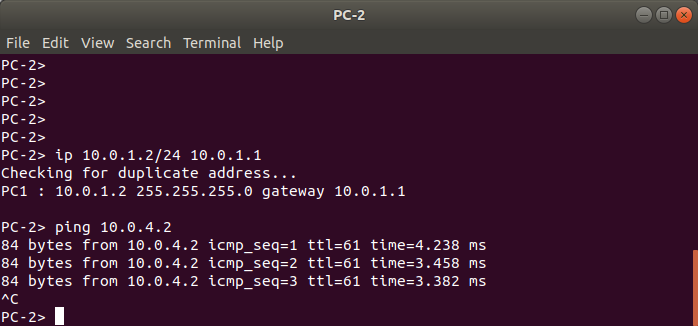 PC-2
File Edit View Search Terminal Help
PC-2>
PC-2>
PC-2>
PC-2>
PC-2>
PC-2> ip 10.0.1.2/24 10.0.1.1
Checking for duplicate address...
PC1 : 10.0.1.2 255.255.255.0 gateway 10.0.1.1
PC-2> ping 10.0.4.2
84 bytes from 10.0.4.2 icmp_seq=1 ttl=61 time=4.238 ms
84 bytes from 10.0.4.2 icmp_seq=2 ttl=61 time=3.458 ms
84 bytes from 10.0.4.2 icmp_seq=3 ttl=61 time=3.382 ms
^C
PC-2>